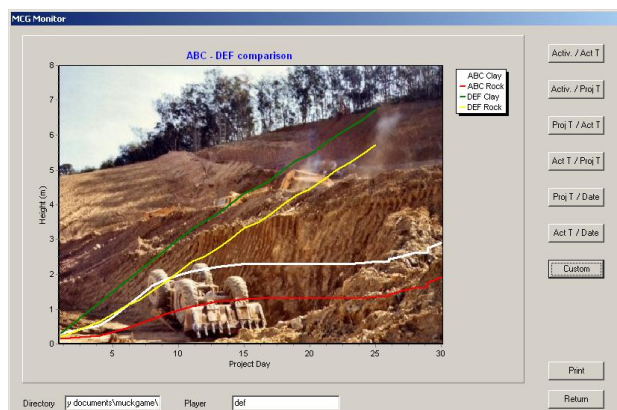 MCG Monitor
ABC - DEF comparison
8
7
6
5
4
3
2
1
0
Height (m)
5
10
15
20
25
30
Project Day
ABC Clay
ABC Rock
DEF Clay
DEF Rock
Activ. / Act T
Activ. / Proj T
Proj T / Act T
Act T / Proj T
Proj T / Date
Act T / Date
Custom
Print
Return
Directory
y documents\muckgame\
Player
def